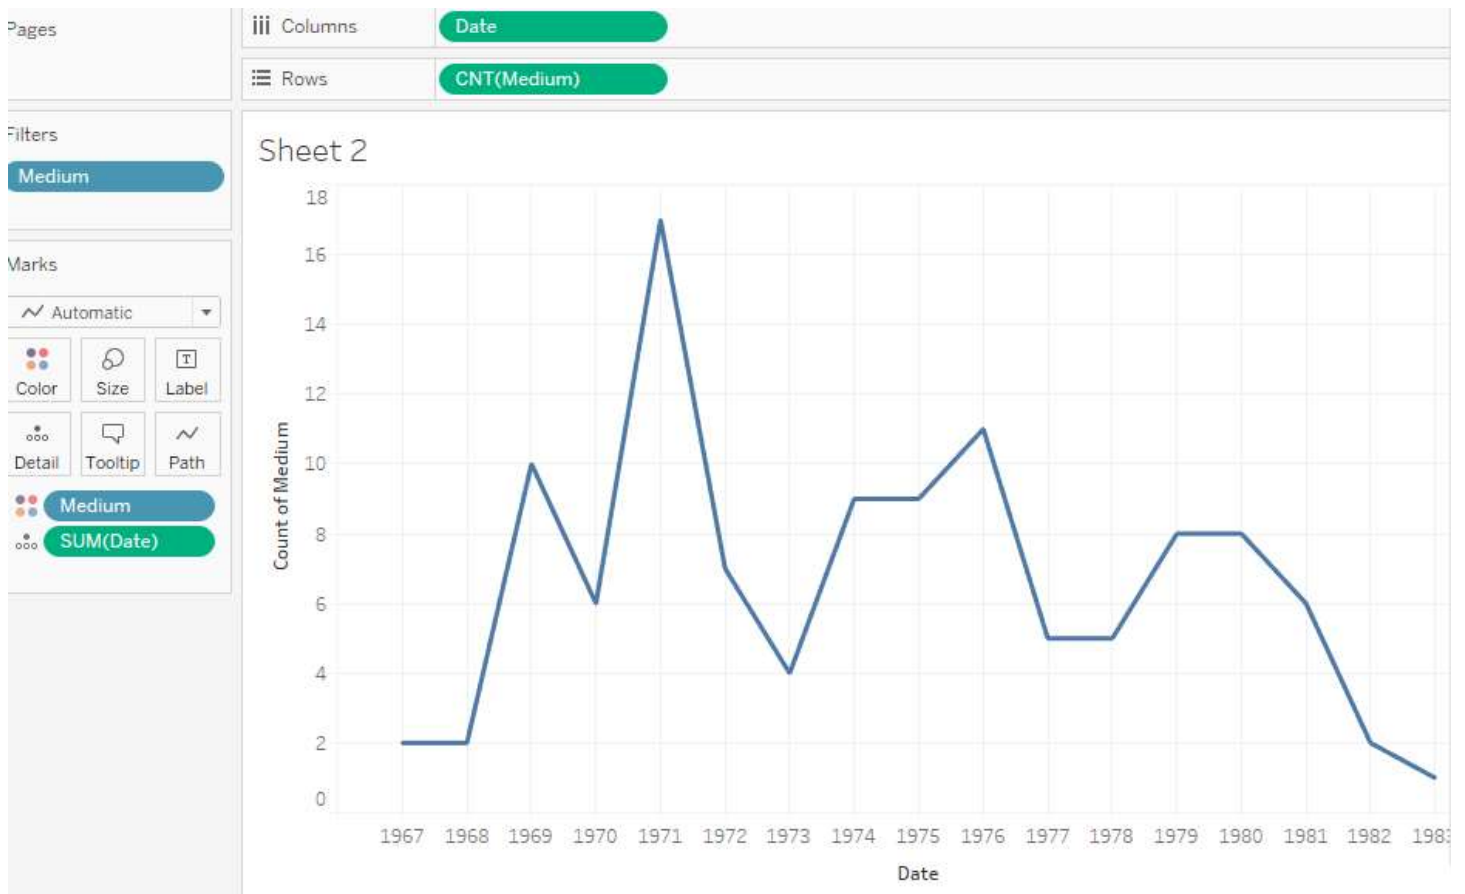 Pages
Columns
Date
Rows
CNT(Medium)
Filters
Medium
Marks
Automatic
Color
Size
T
Label
Detail
Tooltip
Path
Medium
SUM(Date)
Sheet 2
18
16
14
12
10
8
6
4
2
0
Count of Medium
1967 1968 1969 1970 1971 1972 1973 1974 1975 1976 1977 1978 1979 1980 1981 1982 1983
Date